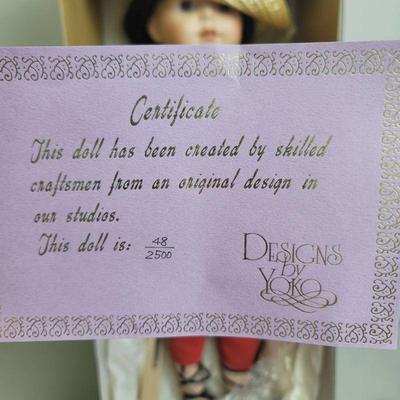 Certificate
This doll has been created by skilled
craftsmen from an original design in
our studios.
This doll is: 48/2500
DESIGNS
BY
YOKO